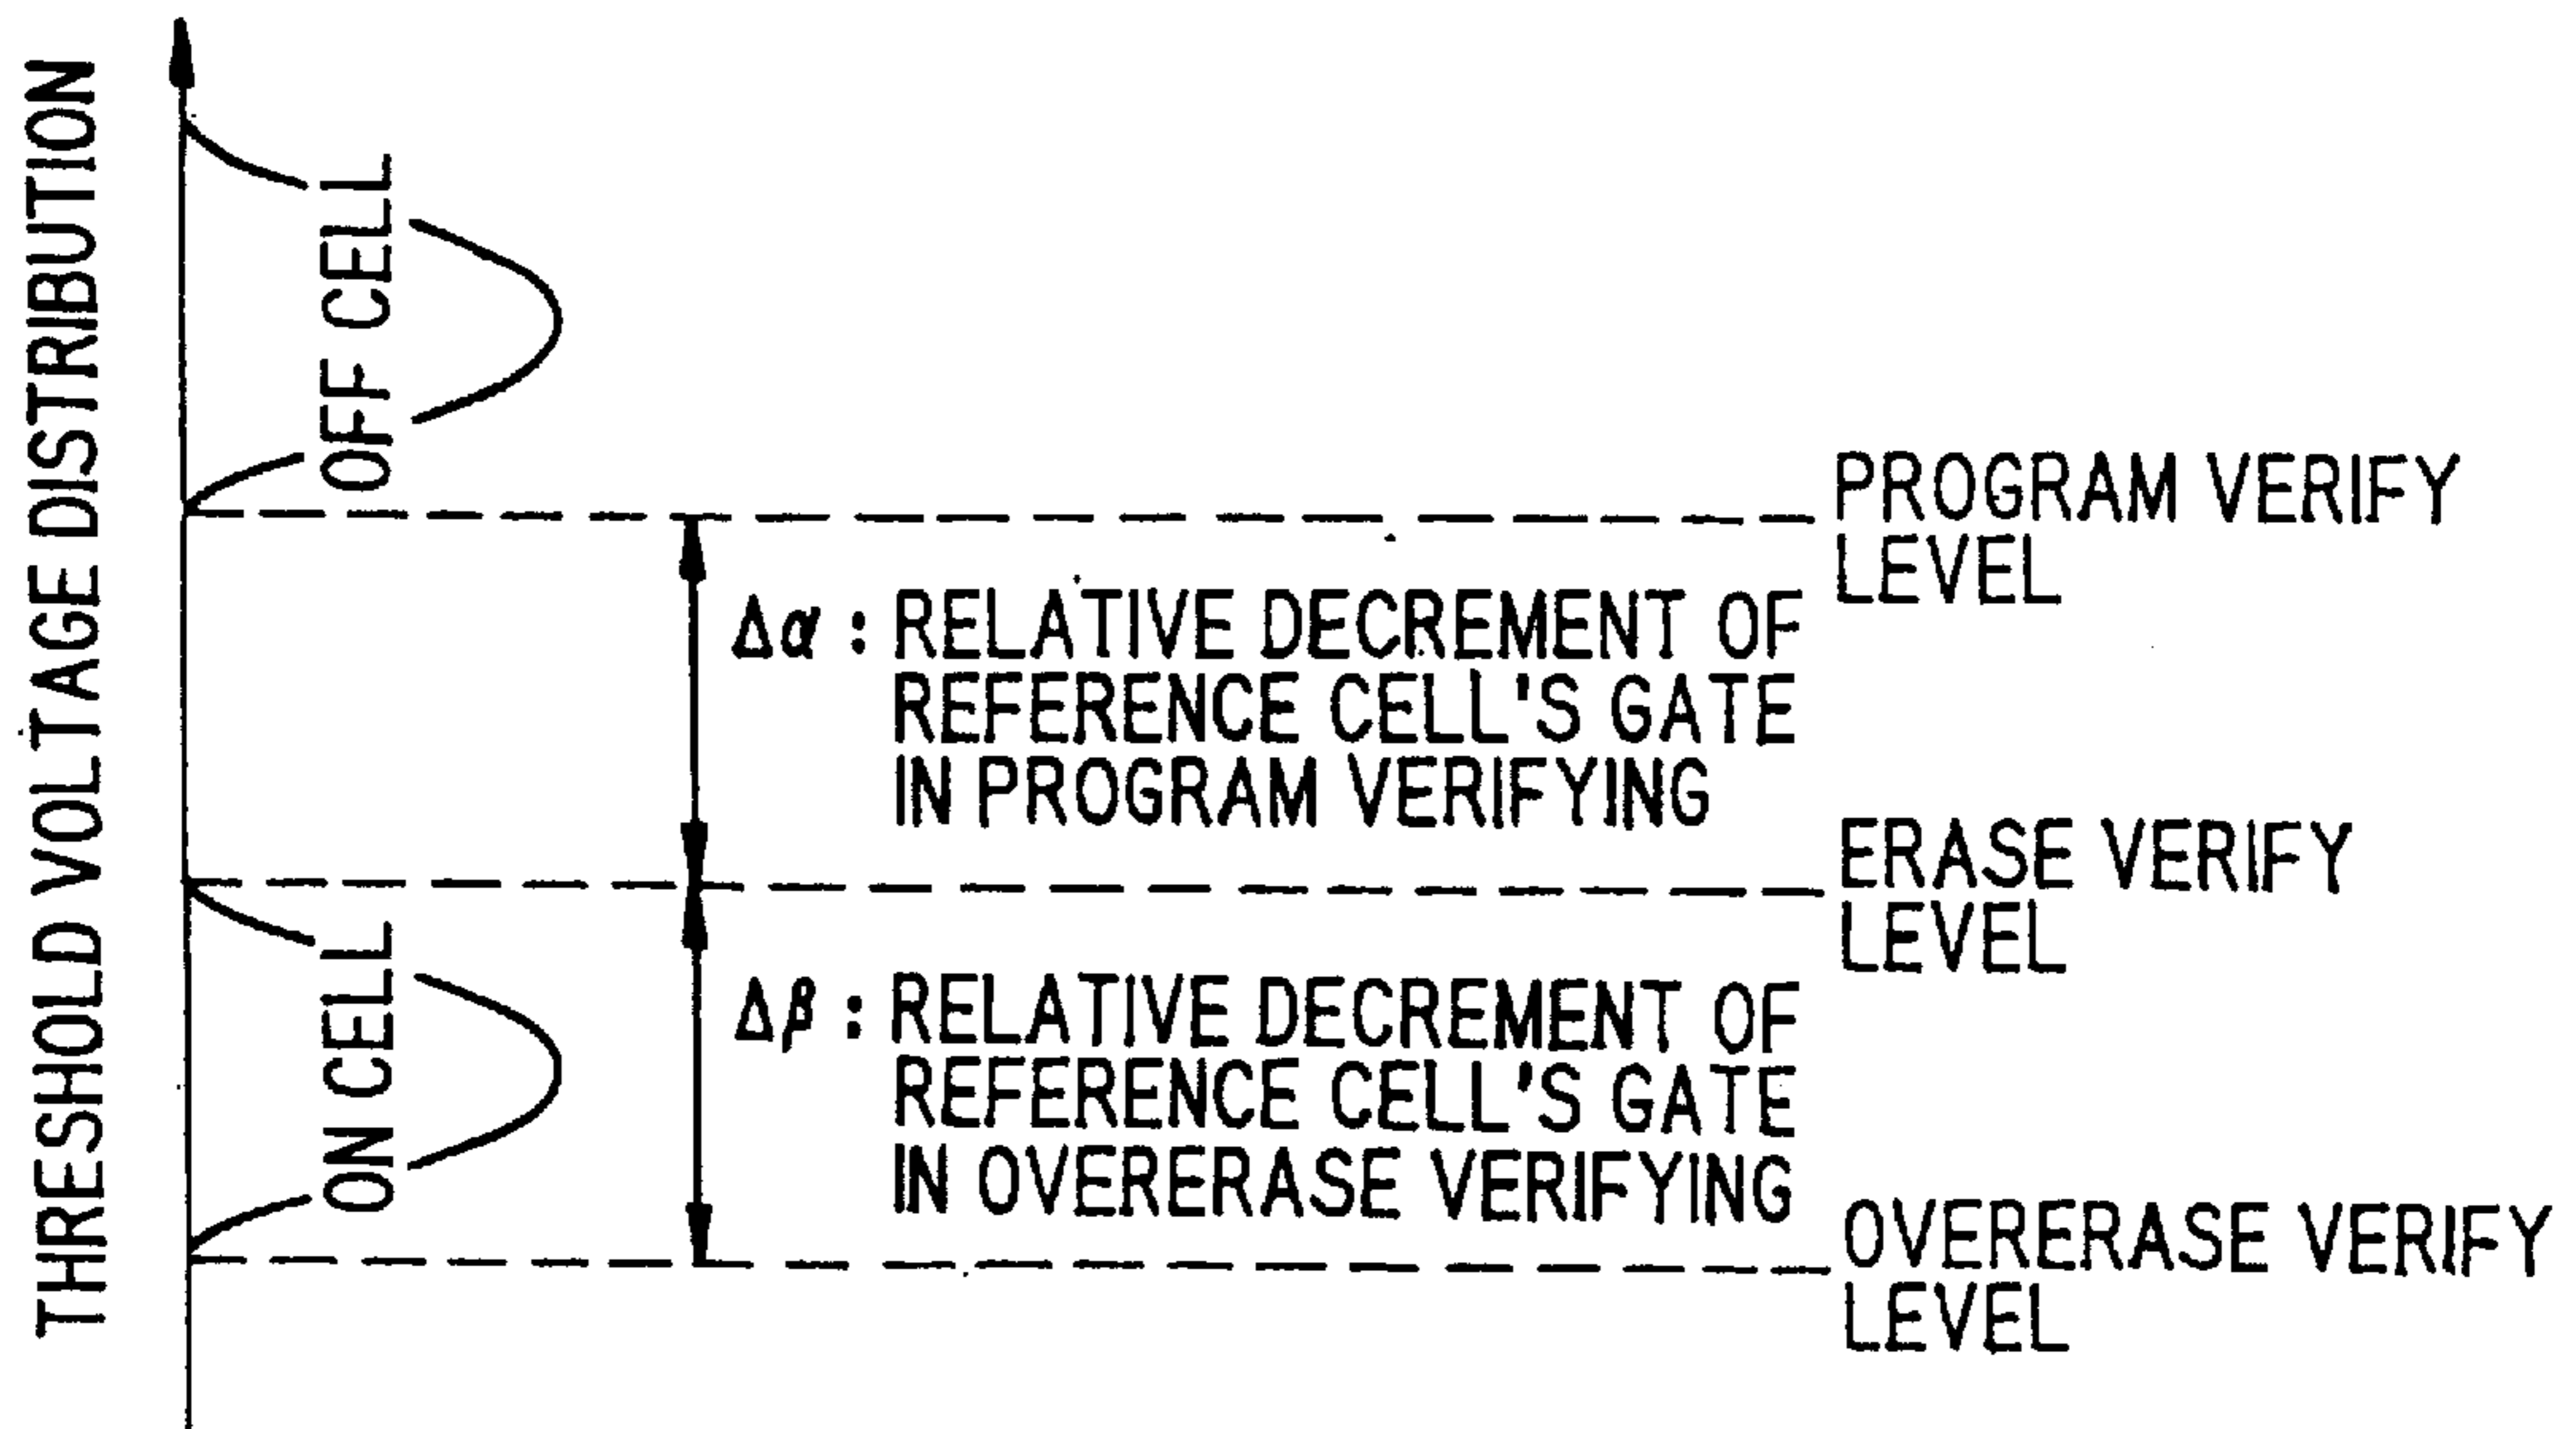 THRESHOLD VOLTAGE DISTRIBUTION
OFF CELL
PROGRAM VERIFY
LEVEL
Δα : RELATIVE DECREMENT OF
REFERENCE CELL'S GATE
IN PROGRAM VERIFYING
ERASE VERIFY
LEVEL
ON CELL
Δβ : RELATIVE DECREMENT OF
REFERENCE CELL'S GATE
IN OVERERASE VERIFYING
OVERERASE VERIFY
LEVEL